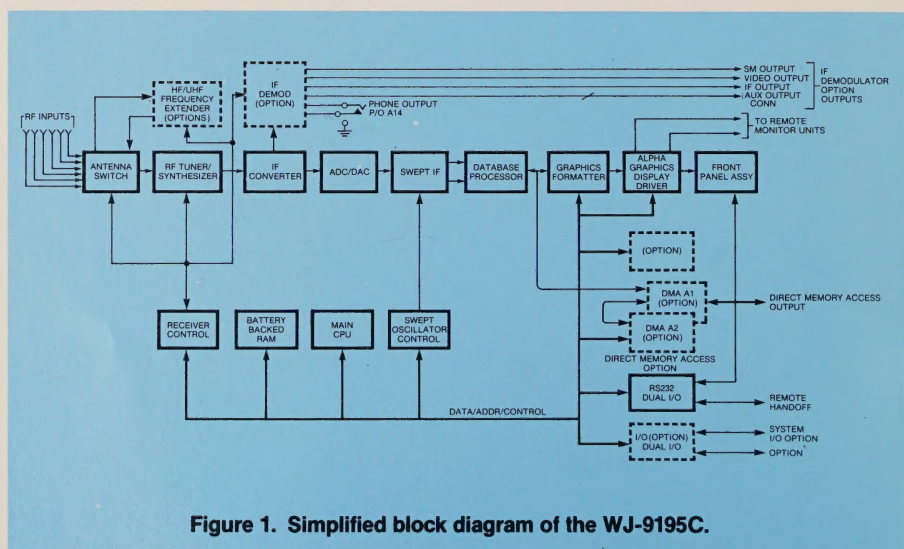 SM OUTPUT
VIDEO OUTPUT
IF OUTPUT
AUX OUTPUT
CONN
IF
DEMODULATOR
OPTION
OUTPUTS
IF
DEMOD
(OPTION)
PHONE OUTPUT
P/O A14
HF/UHF
FREQUENCY
EXTENDER
(OPTIONS)
RF INPUTS
TO REMOTE
MONITOR UNITS
ANTENNA
SWITCH
RF TUNER/
SYNTHESIZER
IF
CONVERTER
ADC/DAC
SWEPT IF
DATABASE
PROCESSOR
GRAPHICS
FORMATTER
ALPHA
GRAPHICS
DISPLAY
DRIVER
FRONT
PANEL ASSY
(OPTION)
DMA A1
(OPTION)
DIRECT MEMORY ACCESS
OUTPUT
DMA A2
(OPTION)
DIRECT MEMORY ACCESS
OPTION
RECEIVER
CONTROL
BATTERY
BACKED
RAM
MAIN
CPU
SWEPT
OSCILLATOR
CONTROL
RS232
DUAL I/O
REMOTE
HANDOFF
DATA/ADDR/CONTROL
I/O (OPTION)
DUAL I/O
SYSTEM
I/O OPTION
OPTION
Figure 1. Simplified block diagram of the WJ-9195C.